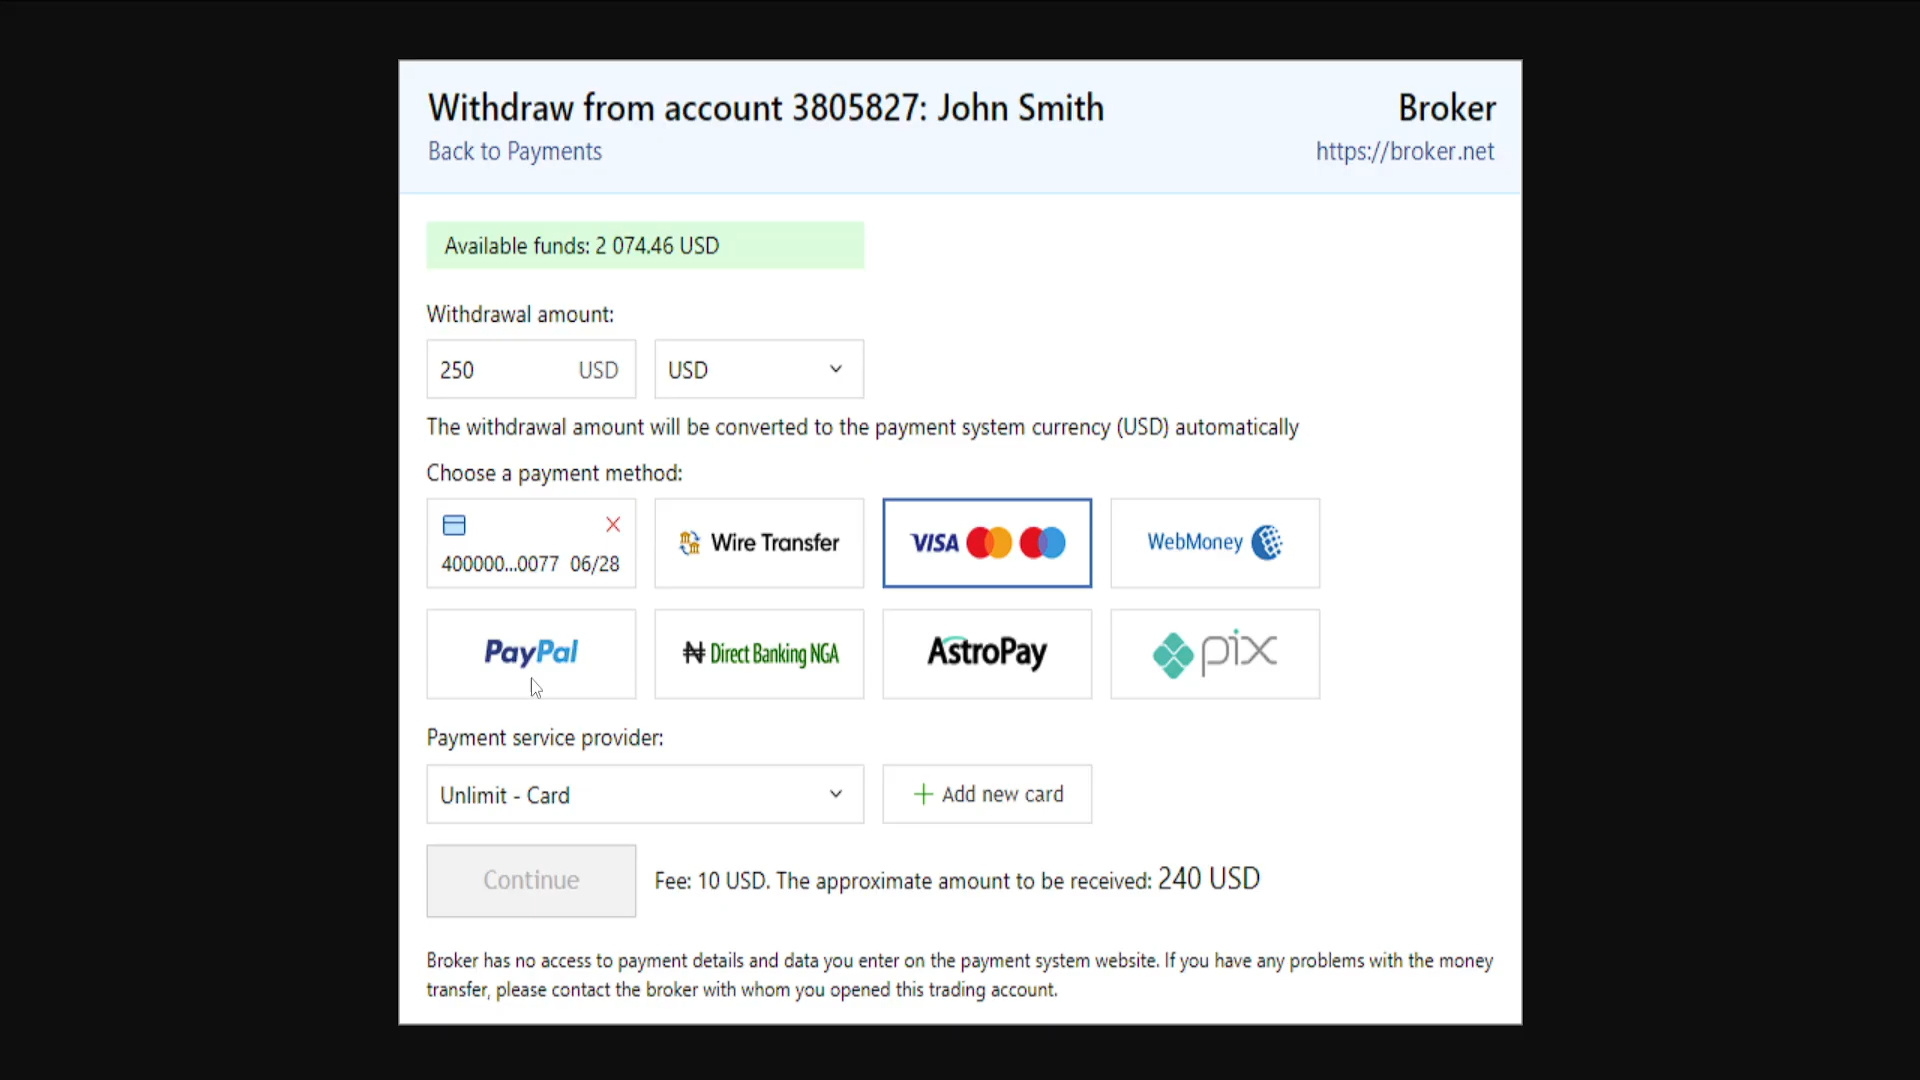 Withdraw from account 3805827: John Smith
Broker
Back to Payments
https://broker.net
Available funds: 2 074.46 USD
Withdrawal amount:
250 USD
USD
The withdrawal amount will be converted to the payment system currency (USD) automatically
Choose a payment method:
400000...0077 06/28
Wire Transfer
VISA
WebMoney
PayPal
Direct Banking NGA
AstroPay
pix
Payment service provider:
Unlimit - Card
Add new card
Continue
Fee: 10 USD. The approximate amount to be received: 240 USD
Broker has no access to payment details and data you enter on the payment system website. If you have any problems with the money
transfer, please contact the broker with whom you opened this trading account.